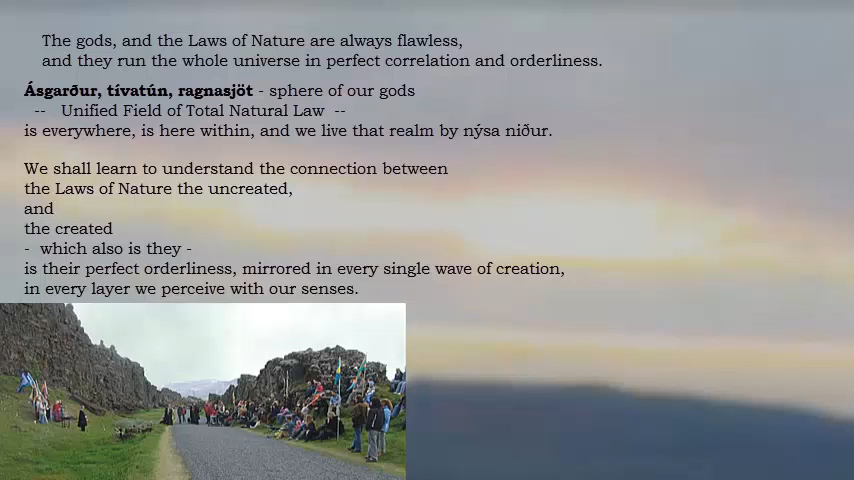 The gods, and the Laws of Nature are always flawless,
and they run the whole universe in perfect correlation and orderliness.
Ásgarður, tívatún, ragnasjöt - sphere of our gods
-- Unified Field of Total Natural Law --
is everywhere, is here within, and we live that realm by nýsa niður.
We shall learn to understand the connection between
the Laws of Nature the uncreated,
and
the created
- which also is they -
is their perfect orderliness, mirrored in every single wave of creation,
in every layer we perceive with our senses.